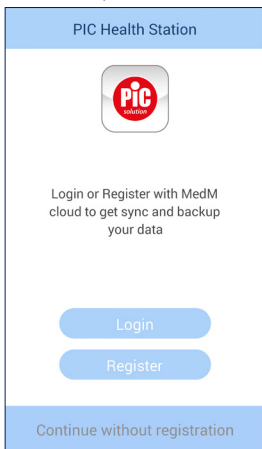 PIC Health Station
PiC
solution
Login or Register with MedM
cloud to get sync and backup
your data
Login
Register
Continue without registration